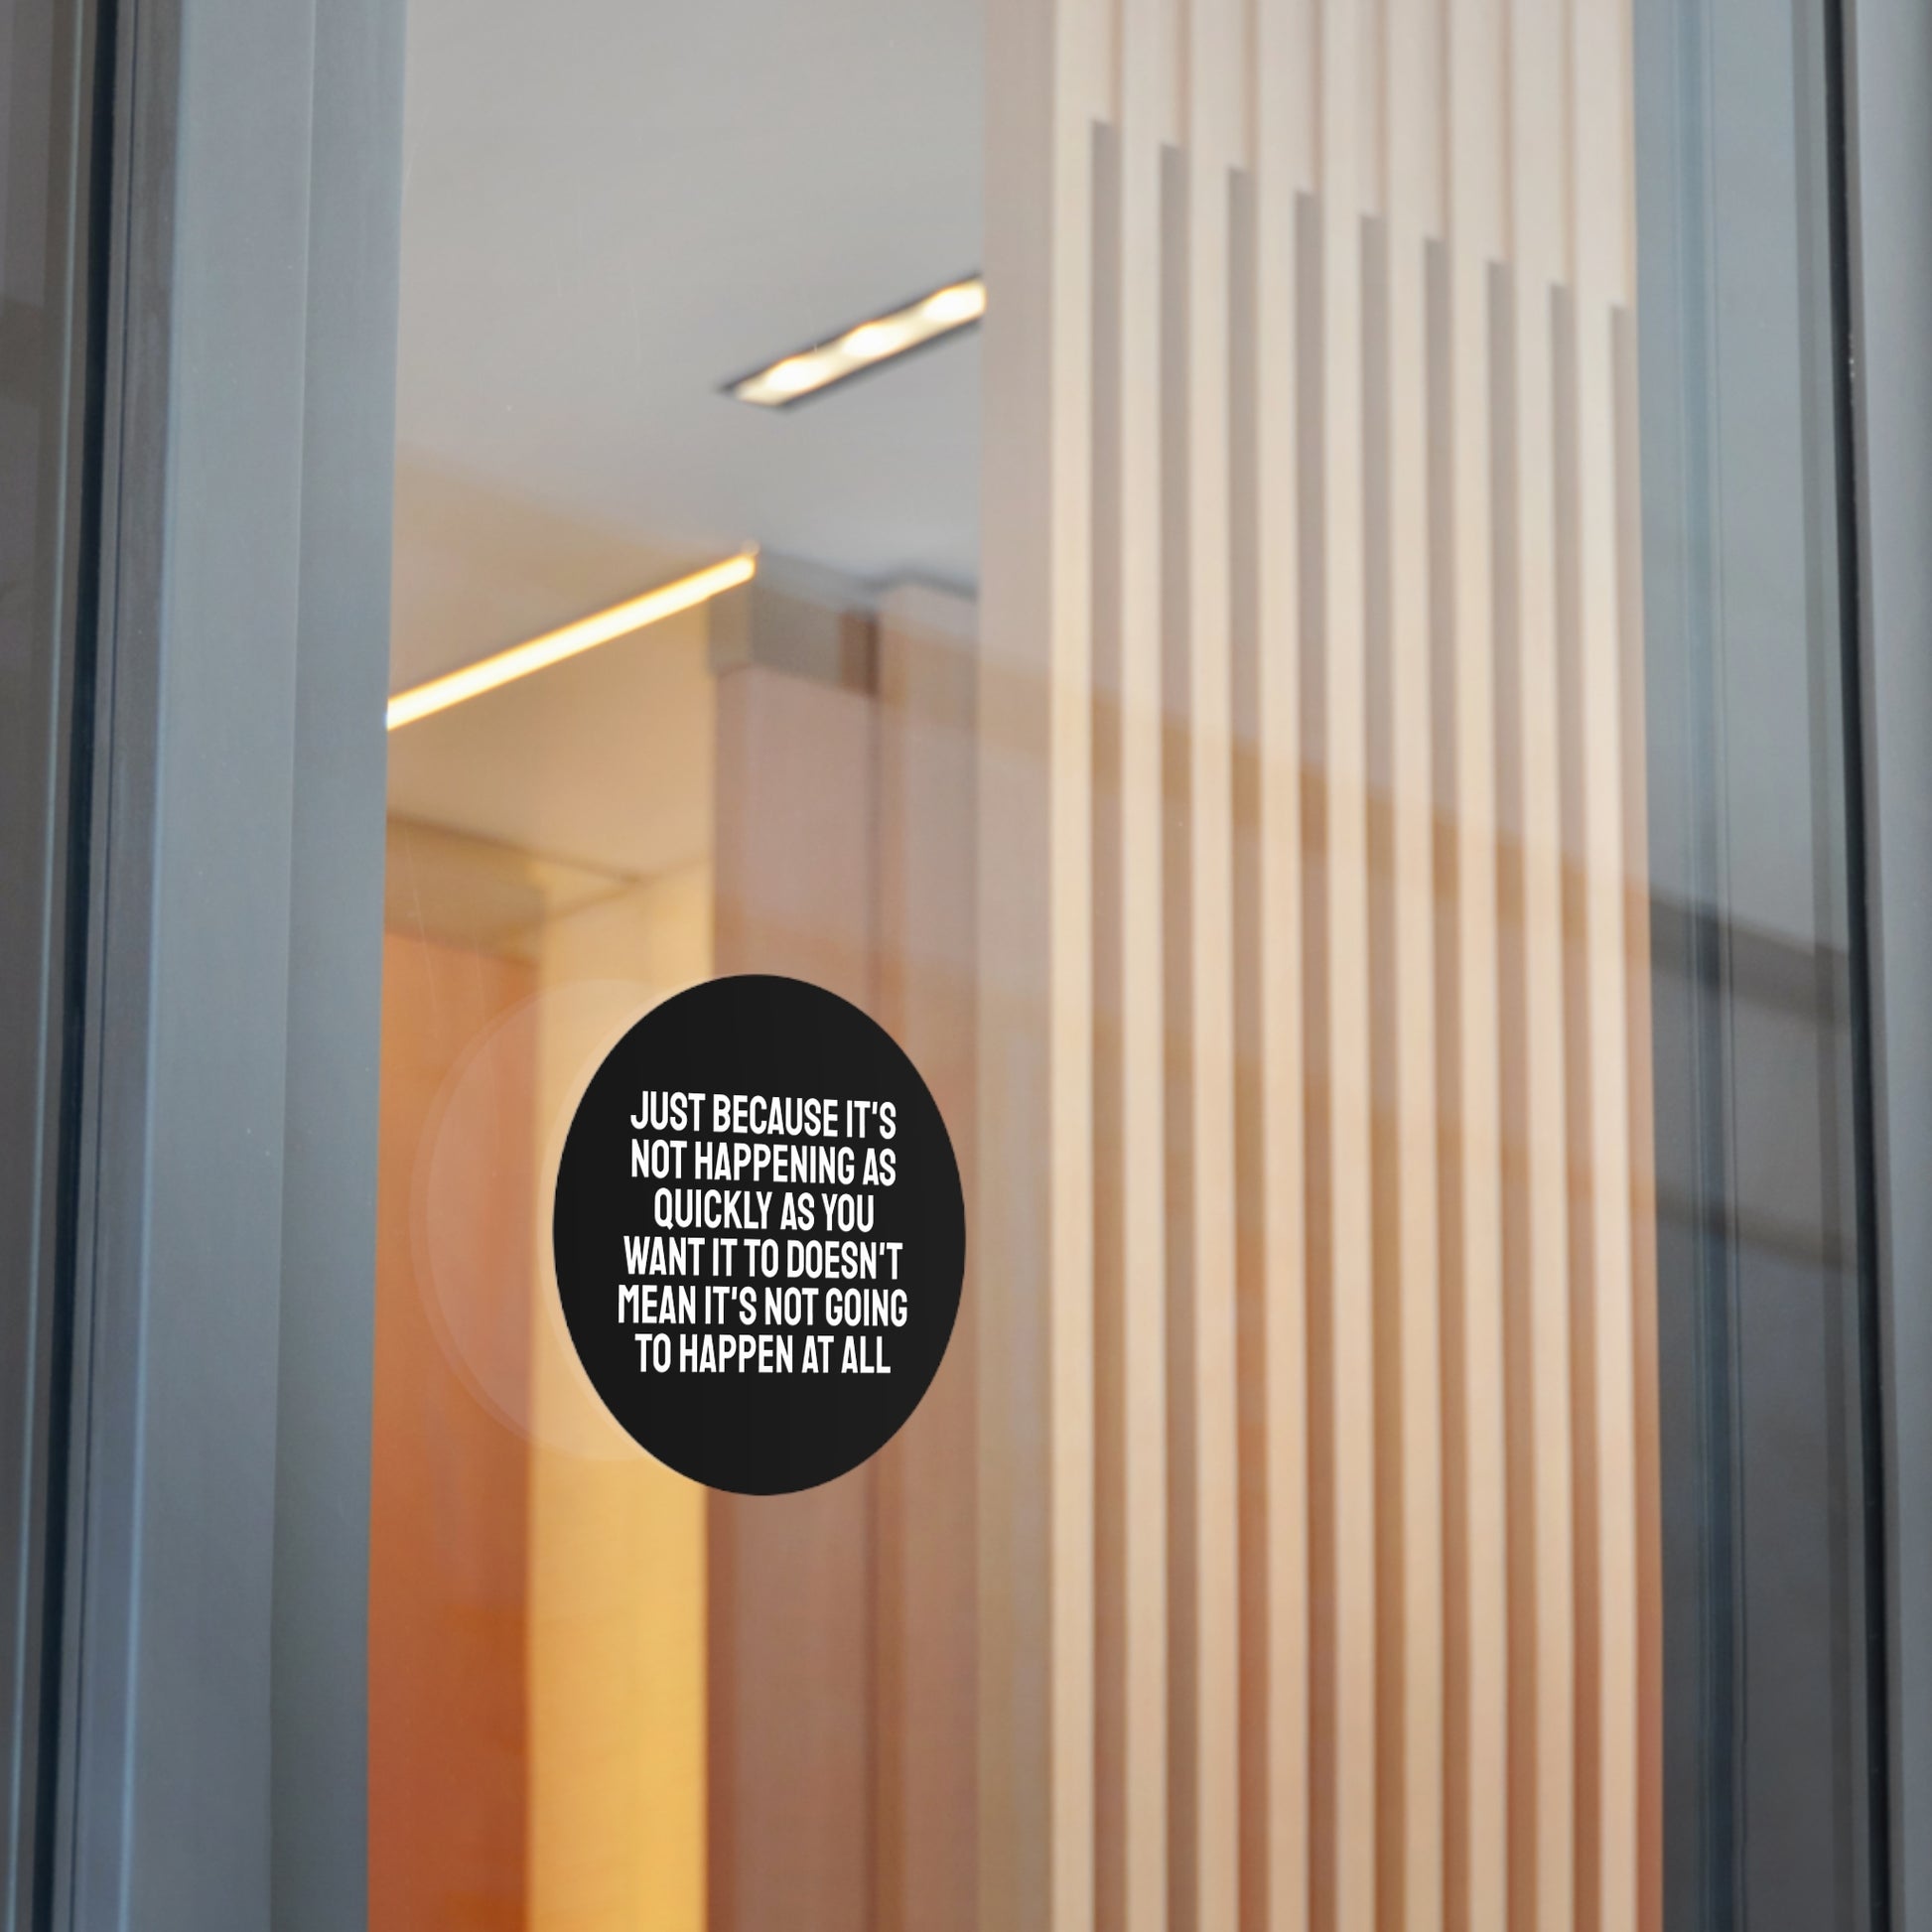 JUST BECAUSE IT'S
NOT HAPPENING AS
QUICKLY AS YOU
WANT IT TO DOESN'T
MEAN IT'S NOT GOING
TO HAPPEN AT ALL